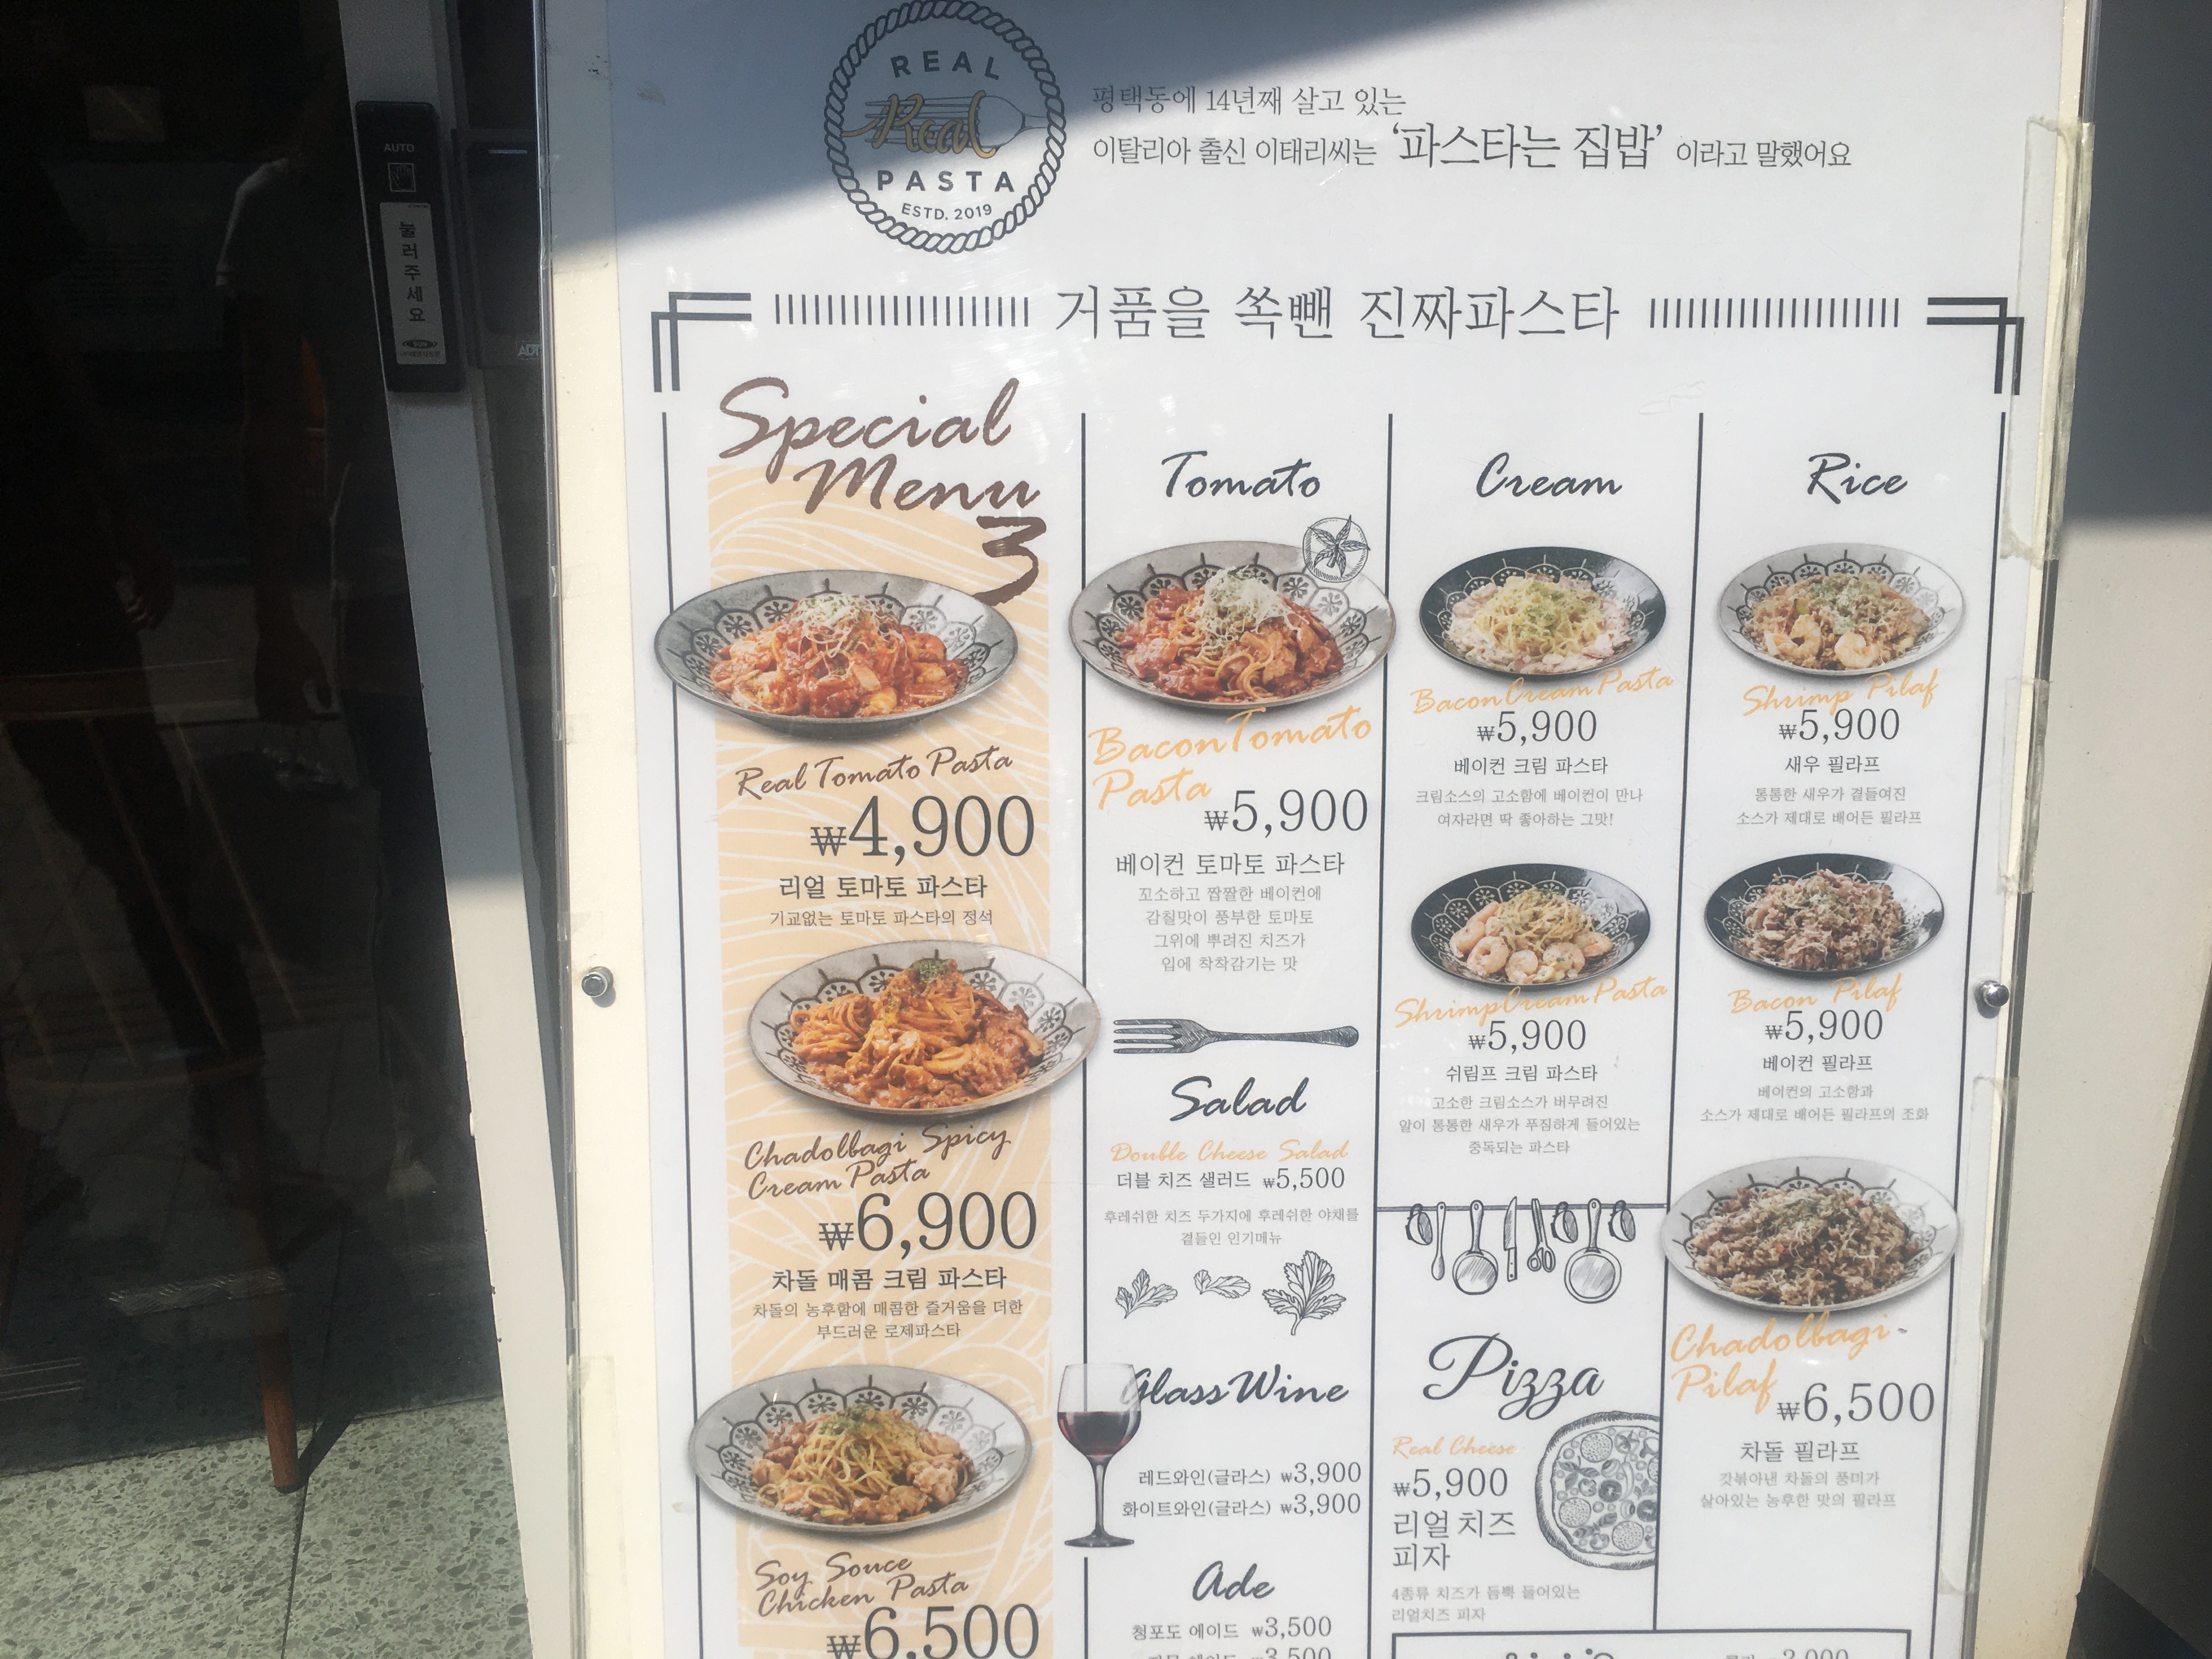 AUTO
눌러주세요
ADT
REAL
Real
PASTA
ESTD. 2019
평택동에 14년째 살고 있는
이탈리아 출신 이태리씨는 '파스타는 집밥' 이라고 말했어요
거품을 쏙뺀 진짜파스타
Special
Menu
3
Real Tomato Pasta
₩4,900
리얼 토마토 파스타
기교없는 토마토 파스타의 정석
Chadolbagi Spicy
Cream Pasta
₩6,900
차돌 매콤 크림 파스타
차돌의 농후함에 매콤한 즐거움을 더한
부드러운 로제파스타
Soy Souce
Chicken Pasta
₩6,500
Tomato
Bacon Tomato
Pasta
₩5,900
베이컨 토마토 파스타
꼬소하고 짭짤한 베이컨에
감칠맛이 풍부한 토마토
그위에 뿌려진 치즈가
입에 착착감기는 맛
Salad
Double Cheese Salad
더블 치즈 샐러드 ₩5,500
후레쉬한 치즈 두가지에 후레쉬한 야채를
곁들인 인기메뉴
Glass Wine
레드와인(글라스) ₩3,900
화이트와인(글라스) ₩3,900
Ade
청포도 에이드 ₩3,500
에이드 ₩3,500
Cream
Bacon Cream Pasta
₩5,900
베이컨 크림 파스타
크림소스의 고소함에 베이컨이 만나
여자라면 딱 좋아하는 그맛!
Shrimp Cream Pasta
₩5,900
쉬림프 크림 파스타
고소한 크림소스가 버무려진
알이 통통한 새우가 푸짐하게 들어있는
중독되는 파스타
Pizza
Real Cheese
₩5,900
리얼 치즈
피자
4종류 치즈가 듬뿍 들어있는
리얼치즈 피자
Rice
Shrimp Pilaf
₩5,900
새우 필라프
통통한 새우가 곁들여진
소스가 제대로 배어든 필라프
Bacon Pilaf
₩5,900
베이컨 필라프
베이컨의 고소함과
소스가 제대로 배어든 필라프의 조화
Chadolbagi-
Pilaf
₩6,500
차돌 필라프
갓볶아낸 차돌의 풍미가
살아있는 농후한 맛의 필라프
₩2,000